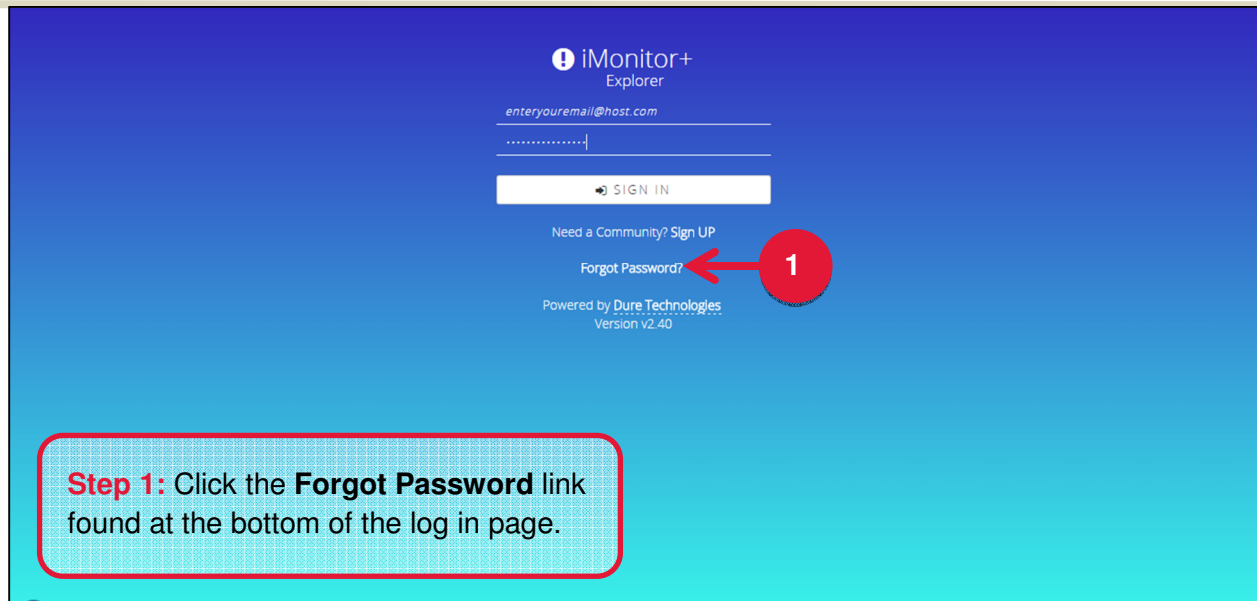 iMonitor+
Explorer
enteryouremail@host.com
SIGN IN
Need a Community? Sign UP
Forgot Password?
1
Powered by Dure Technologies
Version v2.40
Step 1: Click the Forgot Password link
found at the bottom of the log in page.